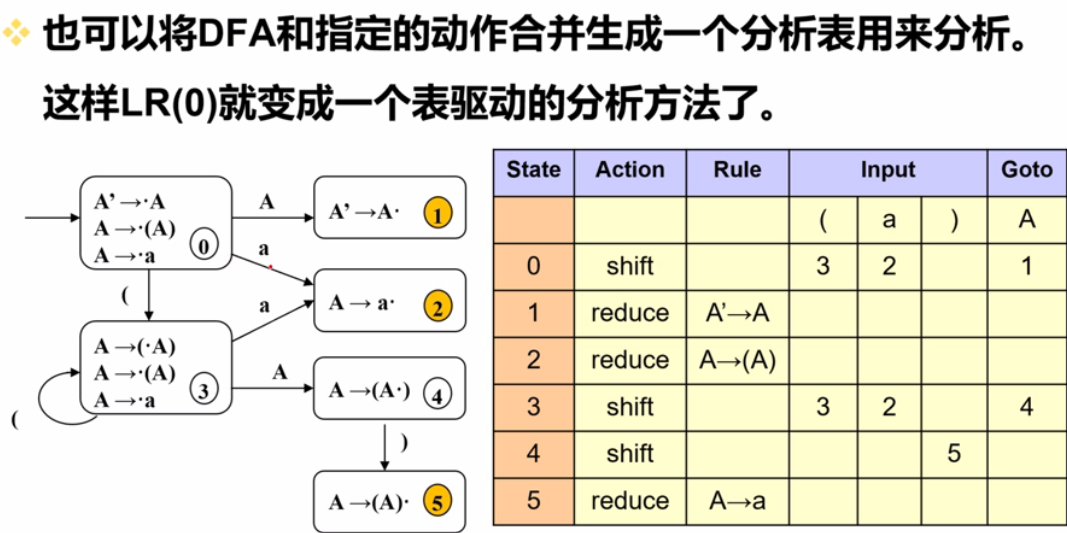 也可以将DFA和指定的动作合并生成一个分析表用来分析。
这样LR(0)就变成一个表驱动的分析方法了。
A’→·A
A→·(A)
A→·a
0
A
A’→A·
1
a
A→a·
2
(
a
A→(·A)
A→·(A)
A→·a
3
(
A
A→(A·)
4
)
A→(A)·
5
State Action Rule Input Goto
( a ) A
0 shift 3 2 1
1 reduce A’→A
2 reduce A→(A)
3 shift 3 2 4
4 shift 5
5 reduce A→a